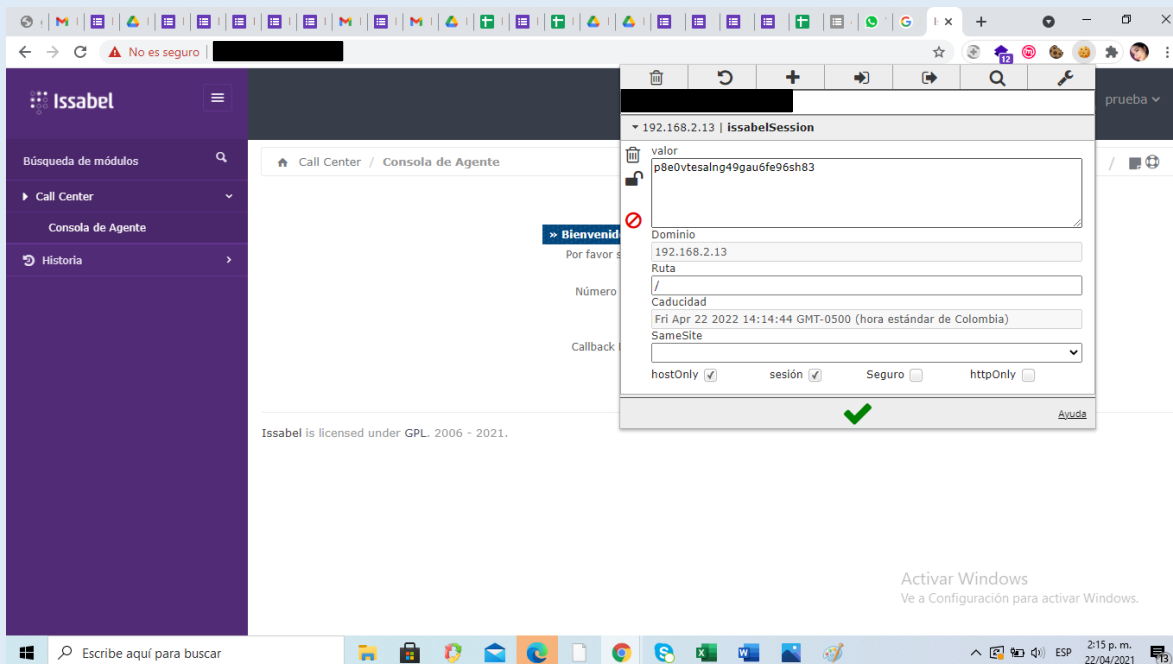 No es seguro
12
Issabel
prueba
192.168.2.13 | issabelSession
Búsqueda de módulos
Call Center / Consola de Agente
/
valor
p8e0vtesalng49gau6fe96sh83
Call Center
Consola de Agente
» Bienvenid
Dominio
192.168.2.13
Historia
Por favor s
Ruta
/
Número
Caducidad
Fri Apr 22 2022 14:14:44 GMT-0500 (hora estándar de Colombia)
SameSite
Callback
hostOnly sesión Seguro httpOnly
Ayuda
Issabel is licensed under GPL. 2006 - 2021.
Activar Windows
Ve a Configuración para activar Windows.
Escribe aquí para buscar
ESP
2:15 p. m.
22/04/2021
13